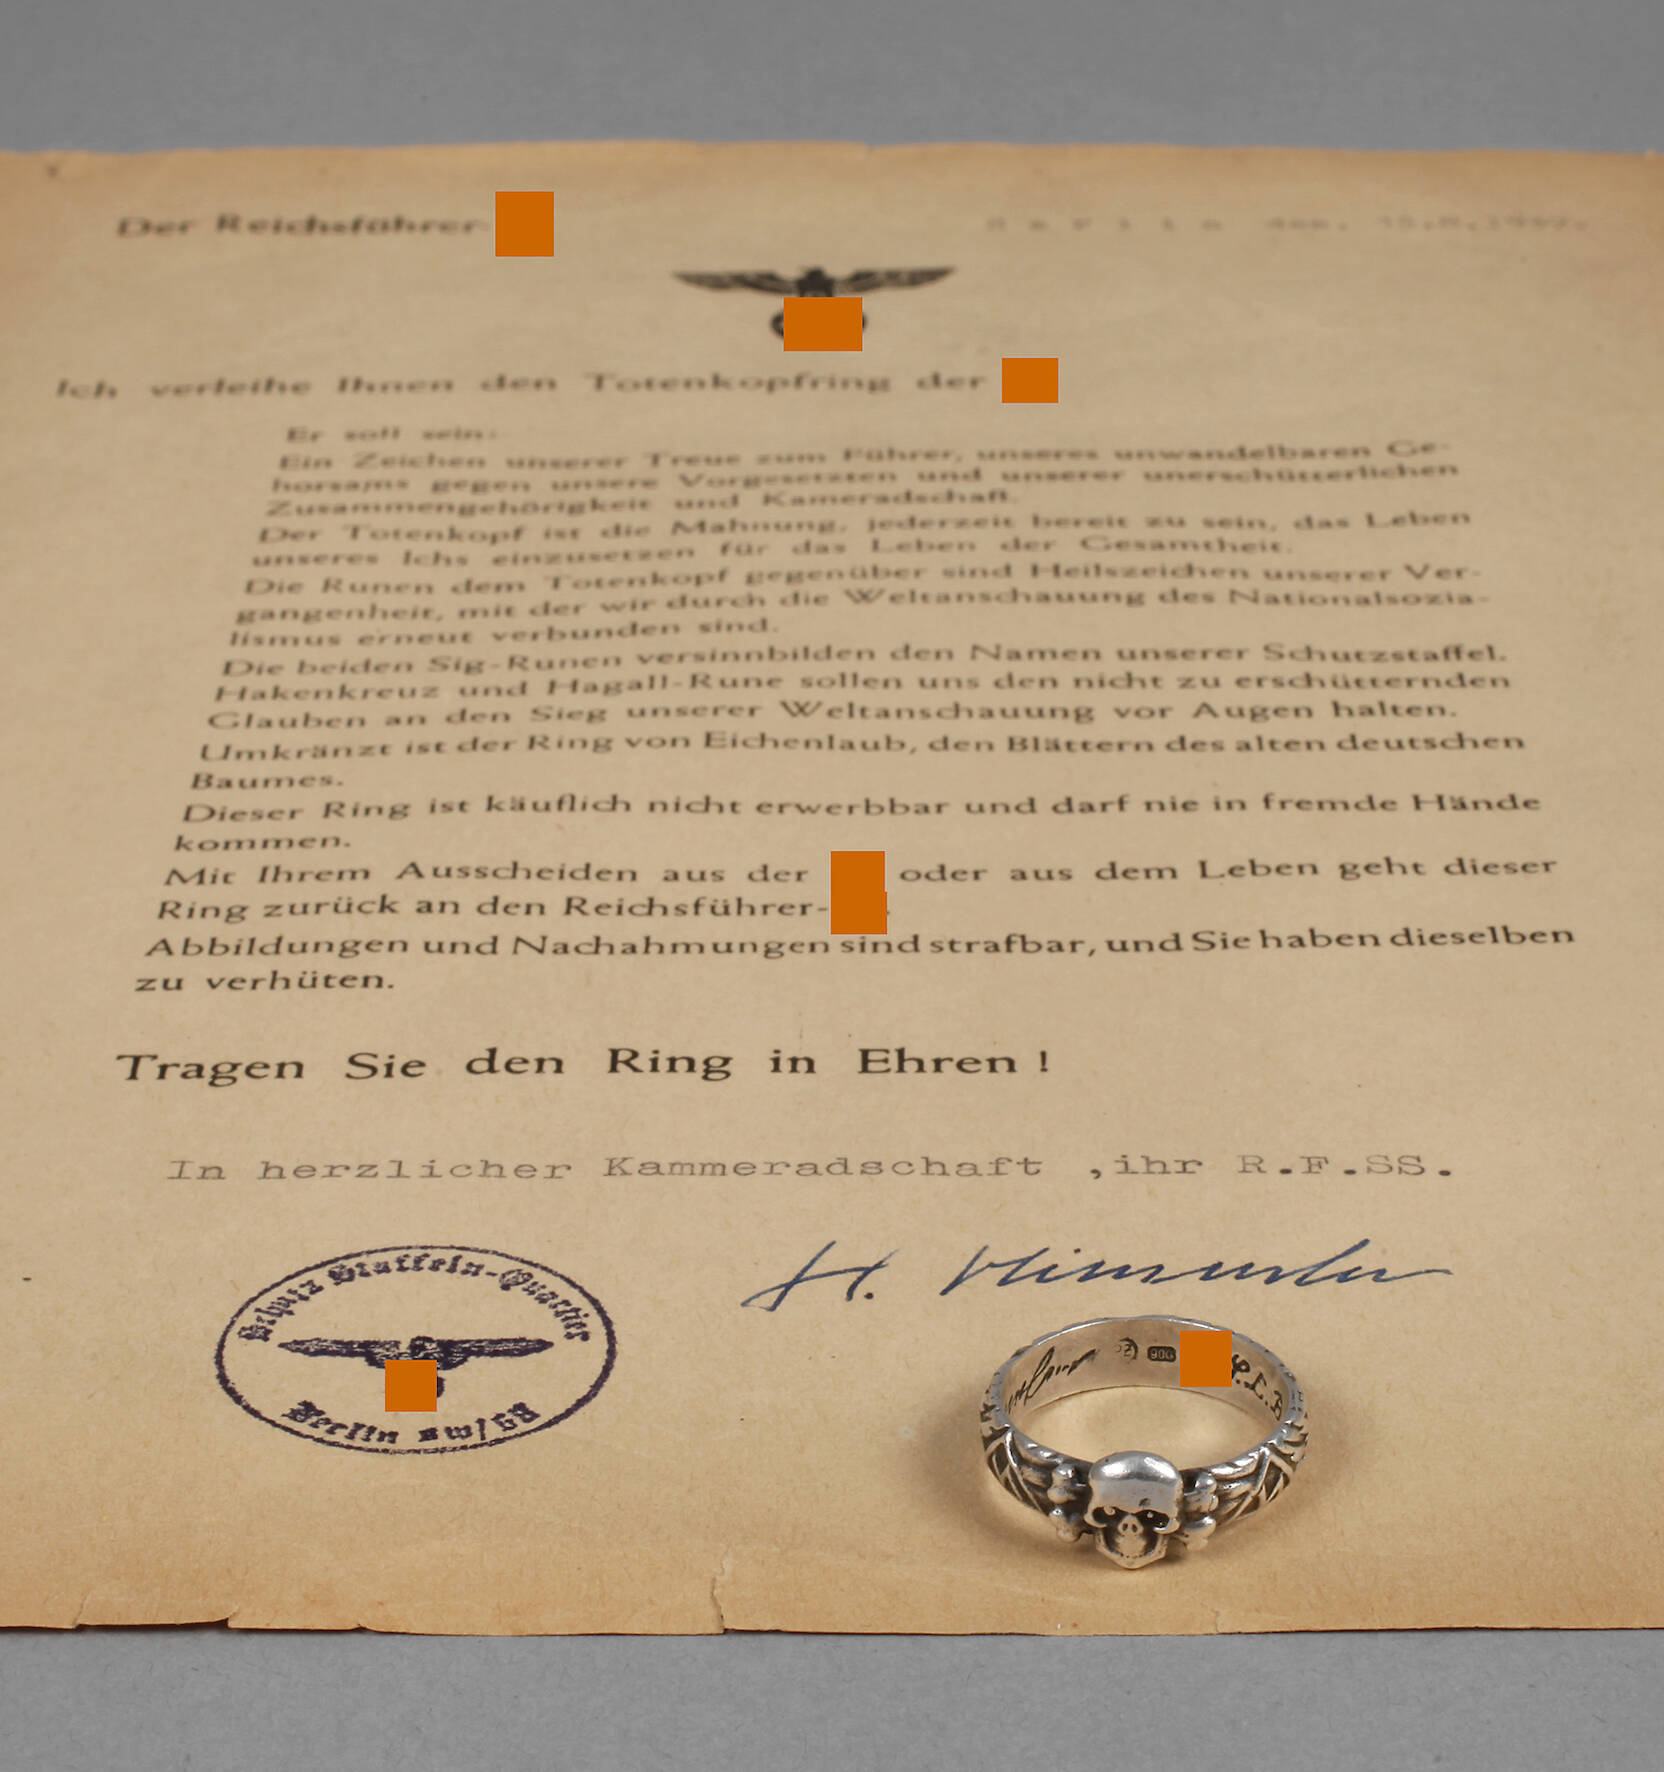 Der Reichsführer-
Berlin den.
Ich verleihe Ihnen den Totenkopfring der
Er soll sein:
Ein Zeichen unserer Treue zum Führer, unseres unwandelbaren Ge-
horsams gegen unsere Vorgesetzten und unserer unerschütterlichen
Zusammengehörigkeit und Kameradschaft.
Der Totenkopf ist die Mahnung, jederzeit bereit zu sein, das Leben
unseres Ichs einzusetzen für das Leben der Gesamtheit.
Die Runen dem Totenkopf gegenüber sind Heilszeichen unserer Ver-
gangenheit, mit der wir durch die Weltanschauung des Nationalsozia-
lismus erneut verbunden sind.
Die beiden Sig-Runen versinnbilden den Namen unserer Schutzstaffel.
Hakenkreuz und Hagall-Rune sollen uns den nicht zu erschütternden
Glauben an den Sieg unserer Weltanschauung vor Augen halten.
Umkränzt ist der Ring von Eichenlaub, den Blättern des alten deutschen
Baumes.
Dieser Ring ist käuflich nicht erwerbbar und darf nie in fremde Hände
kommen.
Mit Ihrem Ausscheiden aus der oder aus dem Leben geht dieser
Ring zurück an den Reichsführer- .
Abbildungen und Nachahmungen sind strafbar, und Sie haben dieselben
zu verhüten.
Tragen Sie den Ring in Ehren !
In herzlicher Kammeradschaft ,ihr R.F.SS.
H. Himmler
Schutz Staffeln-Quartier
Berlin sw/68
900